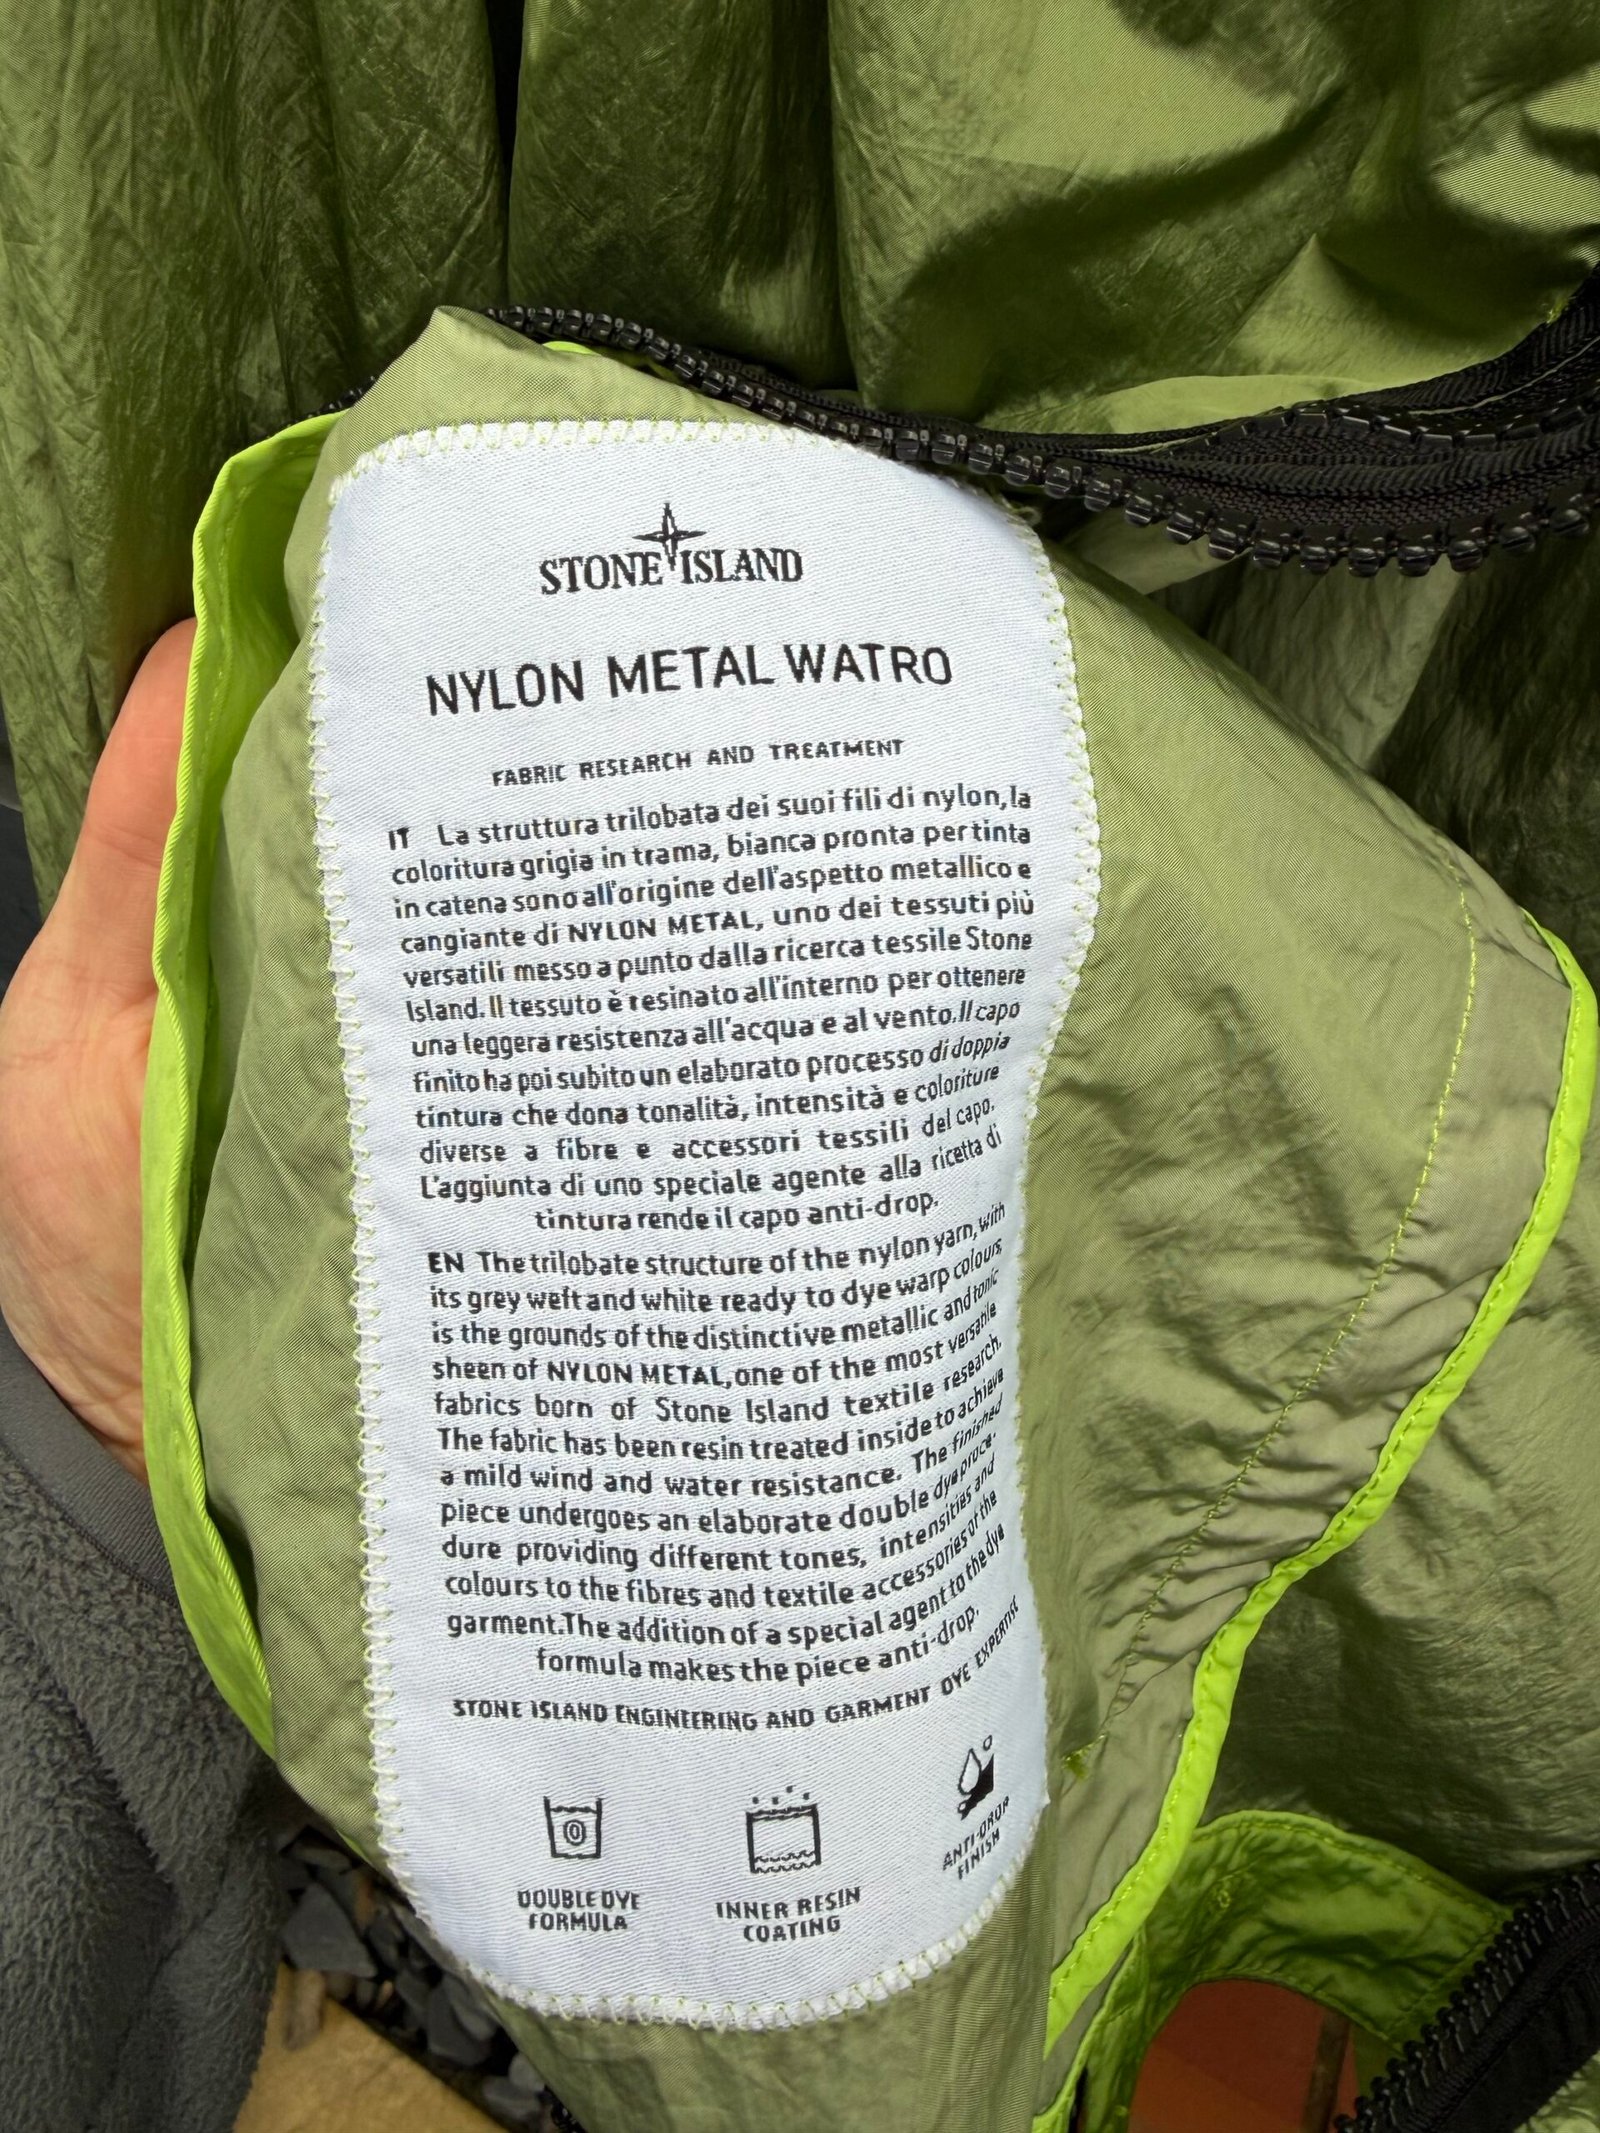 STONE ISLAND
NYLON METAL WATRO
FABRIC RESEARCH AND TREATMENT
IT La struttura trilobata dei suoi fili di nylon, la
coloritura grigia in trama, bianca pronta per tinta
in catena sono all'origine dell'aspetto metallico e
cangiante di NYLON METAL, uno dei tessuti più
versatili messo a punto dalla ricerca tessile Stone
Island. Il tessuto è resinato all'interno per ottenere
una leggera resistenza all'acqua e al vento. Il capo
finito ha poi subito un elaborato processo di doppia
tintura che dona tonalità, intensità e coloriture
diverse a fibre e accessori tessili del capo.
L'aggiunta di uno speciale agente alla ricetta di
tintura rende il capo anti-drop.
EN The trilobate structure of the nylon yarn, with
its grey weft and white ready to dye warp colours,
is the grounds of the distinctive metallic and tonic
sheen of NYLON METAL, one of the most versatile
fabrics born of Stone Island textile research.
The fabric has been resin treated inside to achieve
a mild wind and water resistance. The finished
piece undergoes an elaborate double dye proce-
dure providing different tones, intensities and
colours to the fibres and textile accessories of the
garment. The addition of a special agent to the dye
formula makes the piece anti-drop.
STONE ISLAND ENGINEERING AND GARMENT DYE EXPERTISE
DOUBLE DYE
FORMULA
INNER RESIN
COATING
ANTI-DROP
FINISH